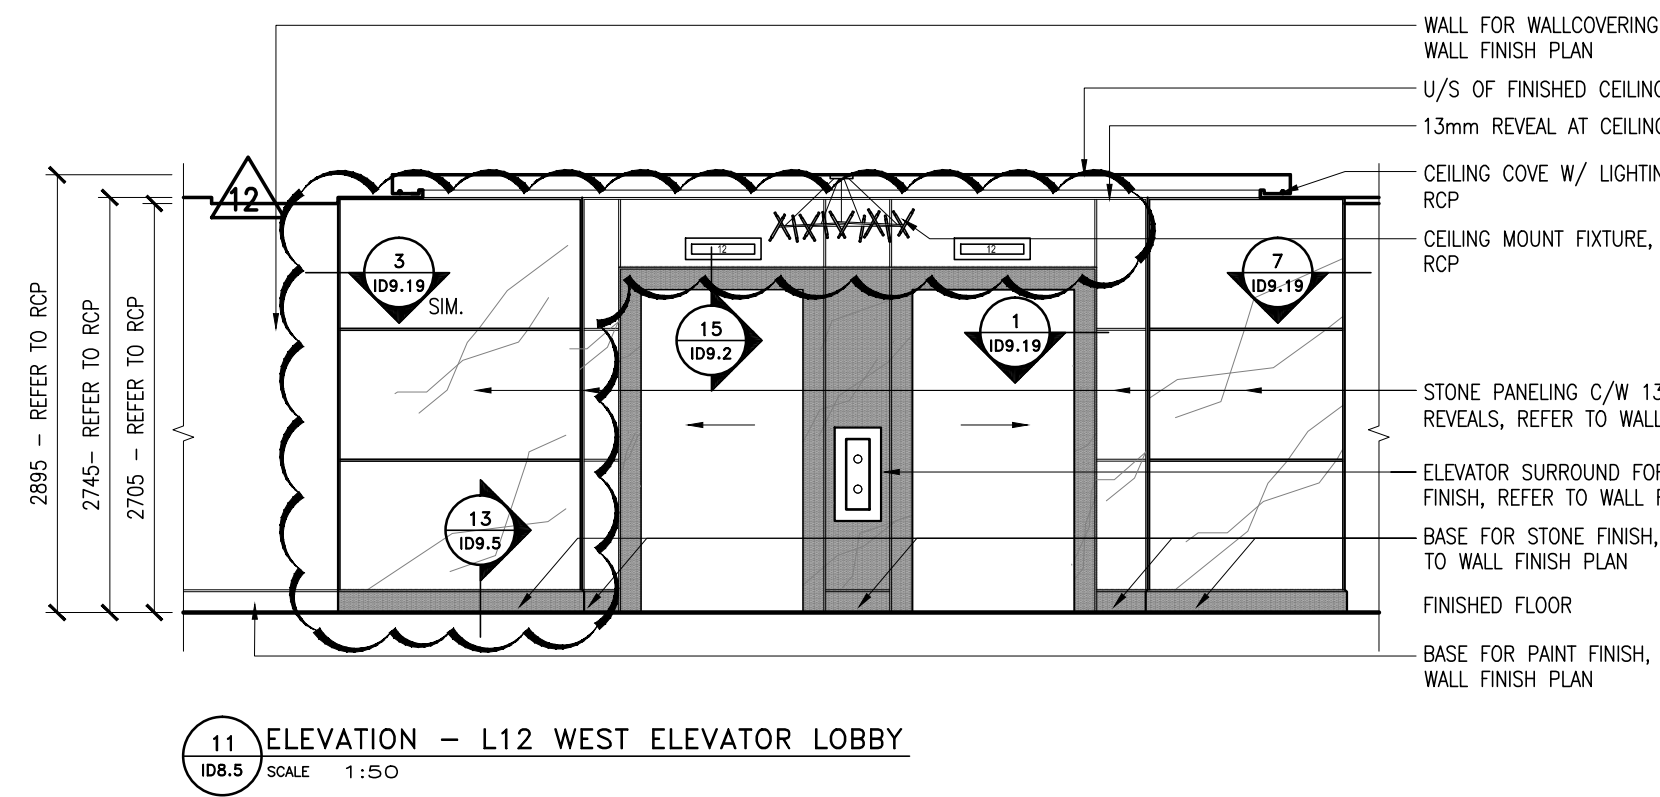 WALL FOR WALLCOVERING
WALL FINISH PLAN
U/S OF FINISHED CEILING
13mm REVEAL AT CEILING
CEILING COVE W/
RCP
CEILING MOUNT FIXTURE,
RCP
STONE PANELING C/W 13
REVEALS, REFER TO WALL
ELEVATOR SURROUND FOR
FINISH, REFER TO WALL
BASE FOR STONE FINISH,
TO WALL FINISH PLAN
FINISHED FLOOR
BASE FOR PAINT FINISH,
WALL FINISH PLAN
2895 - REFER TO RCP
2745- REFER TO RCP
2705 - REFER TO RCP
12
3
ID9.19
SIM.
12
12
7
ID9.19
15
ID9.2
1
ID9.19
13
ID9.5
11
ID8.5
ELEVATION - L12 WEST ELEVATOR LOBBY
SCALE 1:50